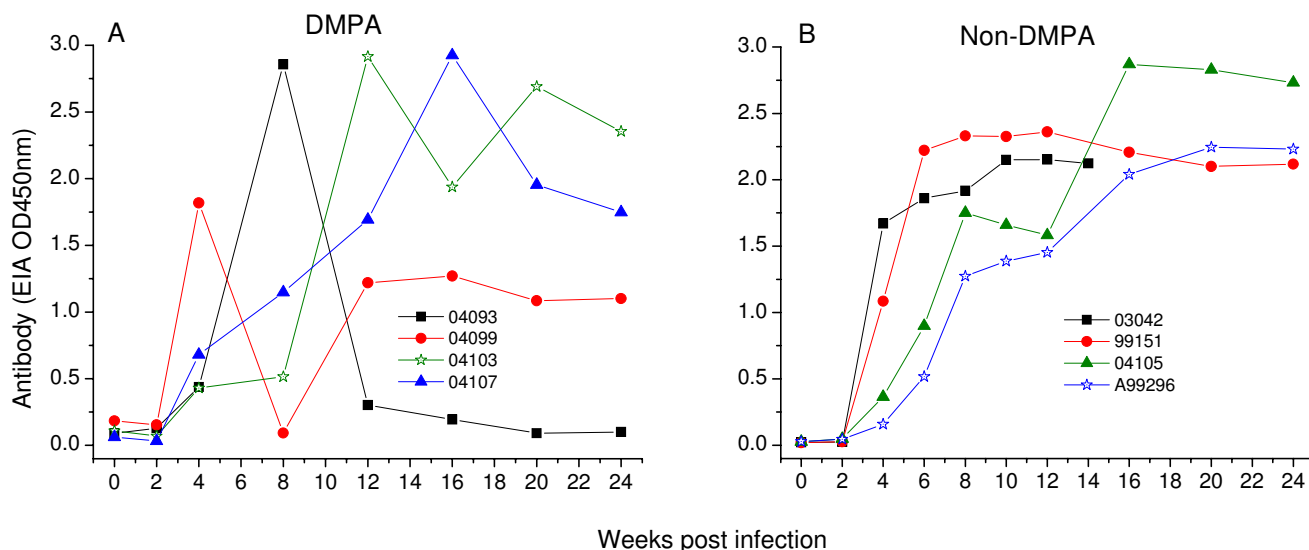 A
DMPA
B
Non-DMPA
Antibody (EIA OD450nm)
3.0
2.5
2.0
1.5
1.0
0.5
0.0
04093
04099
04103
04107
0 2 4 6 8 10 12 14 16 18 20 22 24
3.0
2.5
2.0
1.5
1.0
0.5
0.0
03042
99151
04105
A99296
0 2 4 6 8 10 12 14 16 18 20 22 24
Weeks post infection